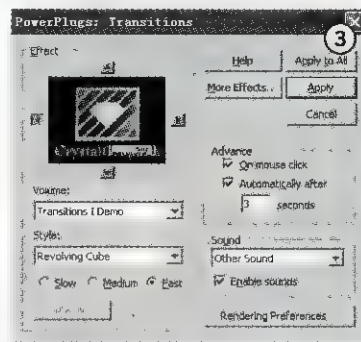 PowerPlugs: Transitions
3
Effect
Help
Apply to All
More Effects..
Apply
Cancel
Advance
On mouse click
Automatically after
3 seconds
Volume:
Transitions I Demo
Style:
Revolving Cube
Slow Medium Fast
Sound
Other Sound
Enable sounds
Rendering Preferences